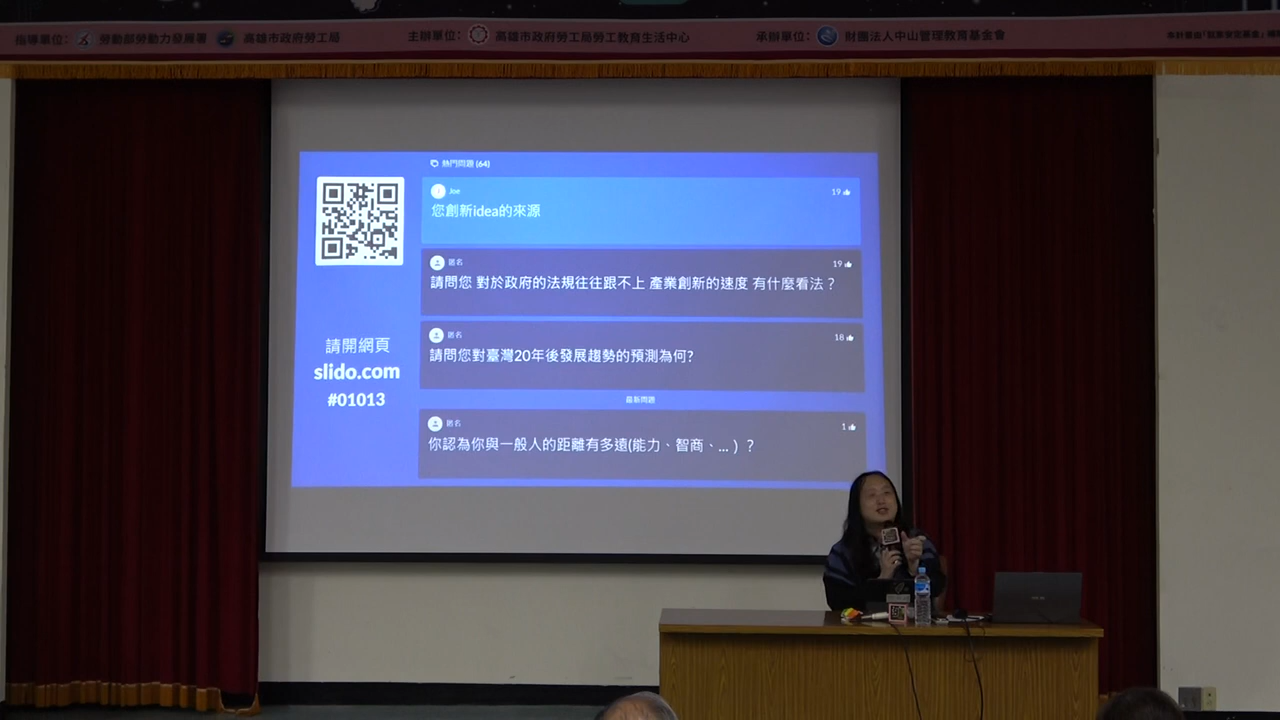 指導單位： 勞動部勞動力發展署 高雄市政府勞工局 主辦單位： 高雄市政府勞工局勞工教育生活中心 承辦單位： 財團法人中山管理教育基金會
熱門問題 (64)
Joe 19
您創新idea的來源
匿名 19
請問您 對於政府的法規往往跟不上 產業創新的速度 有什麼看法？
匿名 18
請問您對臺灣20年後發展趨勢的預測為何?
最新問題
匿名 1
你認為你與一般人的距離有多遠(能力、智商、... ) ？
請開網頁
slido.com
#01013